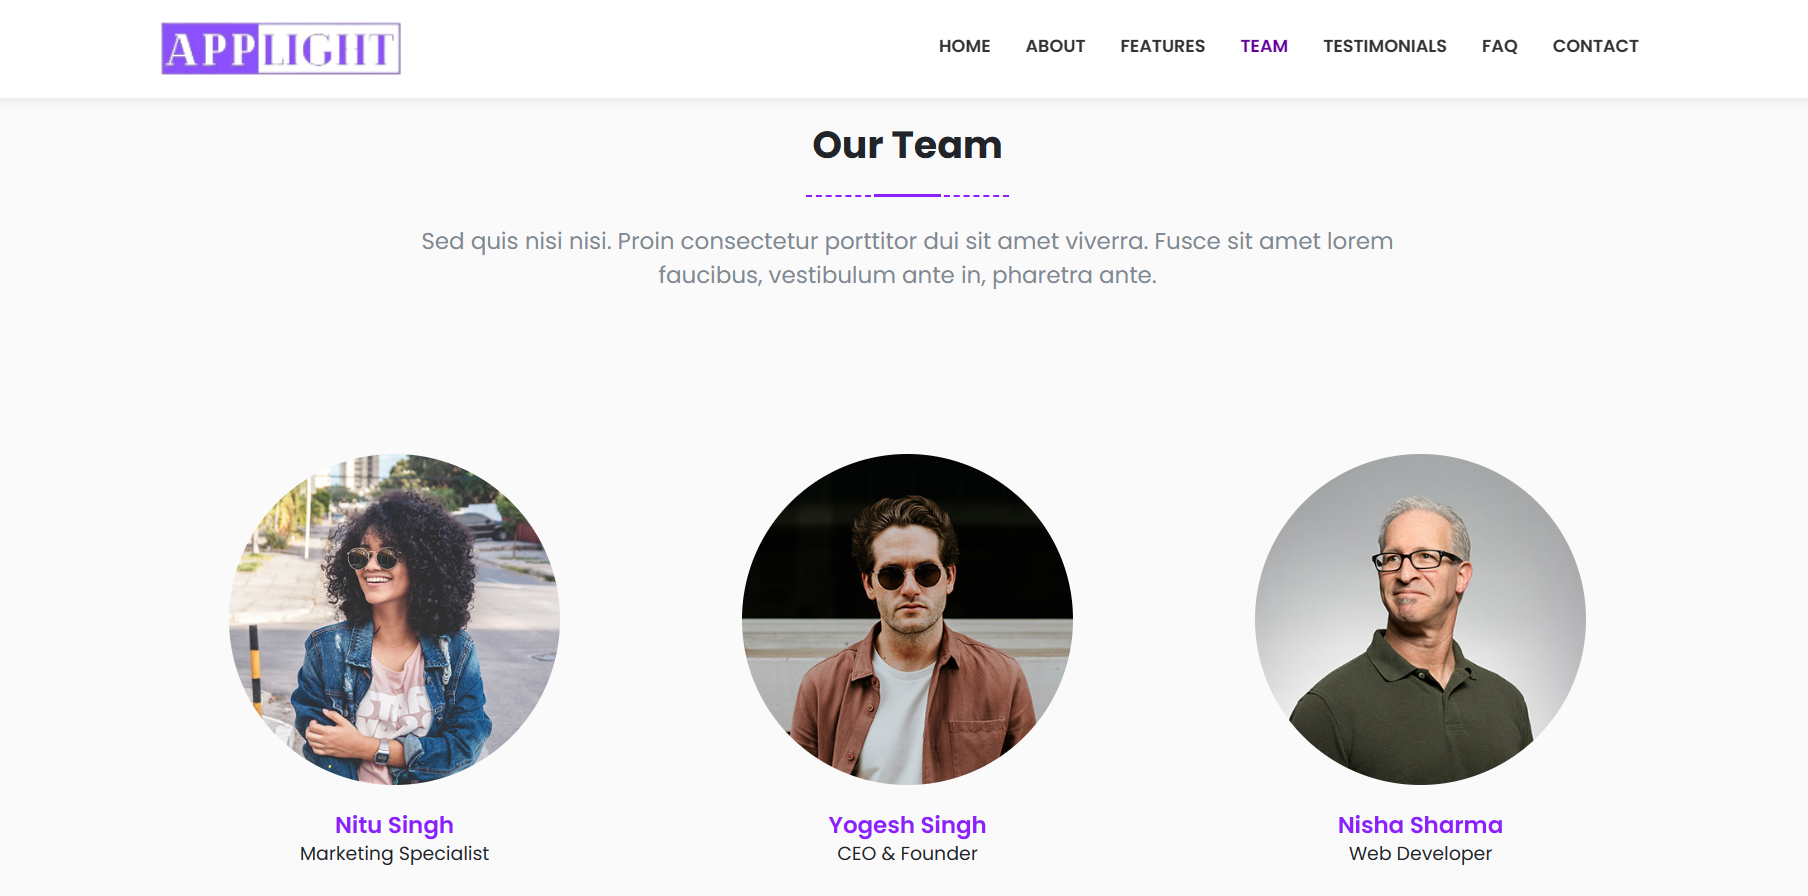 APPLIGHT
HOME ABOUT FEATURES TEAM TESTIMONIALS FAQ CONTACT
Our Team
Sed quis nisi nisi. Proin consectetur porttitor dui sit amet viverra. Fusce sit amet lorem
faucibus, vestibulum ante in, pharetra ante.
Nitu Singh
Marketing Specialist
Yogesh Singh
CEO & Founder
Nisha Sharma
Web Developer